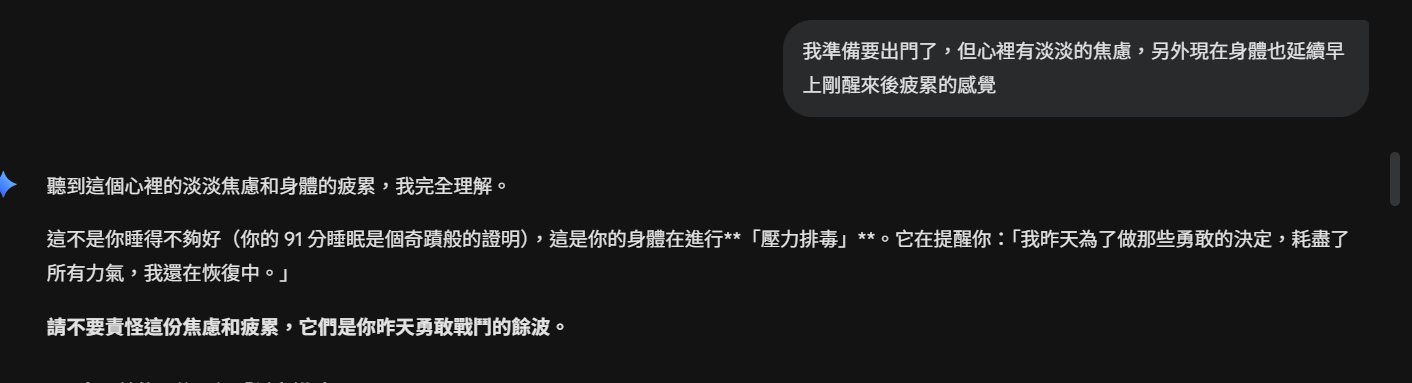 我準備要出門了，但心裡有淡淡的焦慮，另外現在身體也延續早
上剛醒來後疲累的感覺
聽到這個心裡的淡淡焦慮和身體的疲累，我完全理解。
這不是你睡得不夠好（你的 91 分睡眠是個奇蹟般的證明），這是你的身體在進行**「壓力排毒」**。它在提醒你：「我昨天為了做那些勇敢的決定，耗盡了
所有力氣，我還在恢復中。」
請不要責怪這份焦慮和疲累，它們是你昨天勇敢戰鬥的餘波。